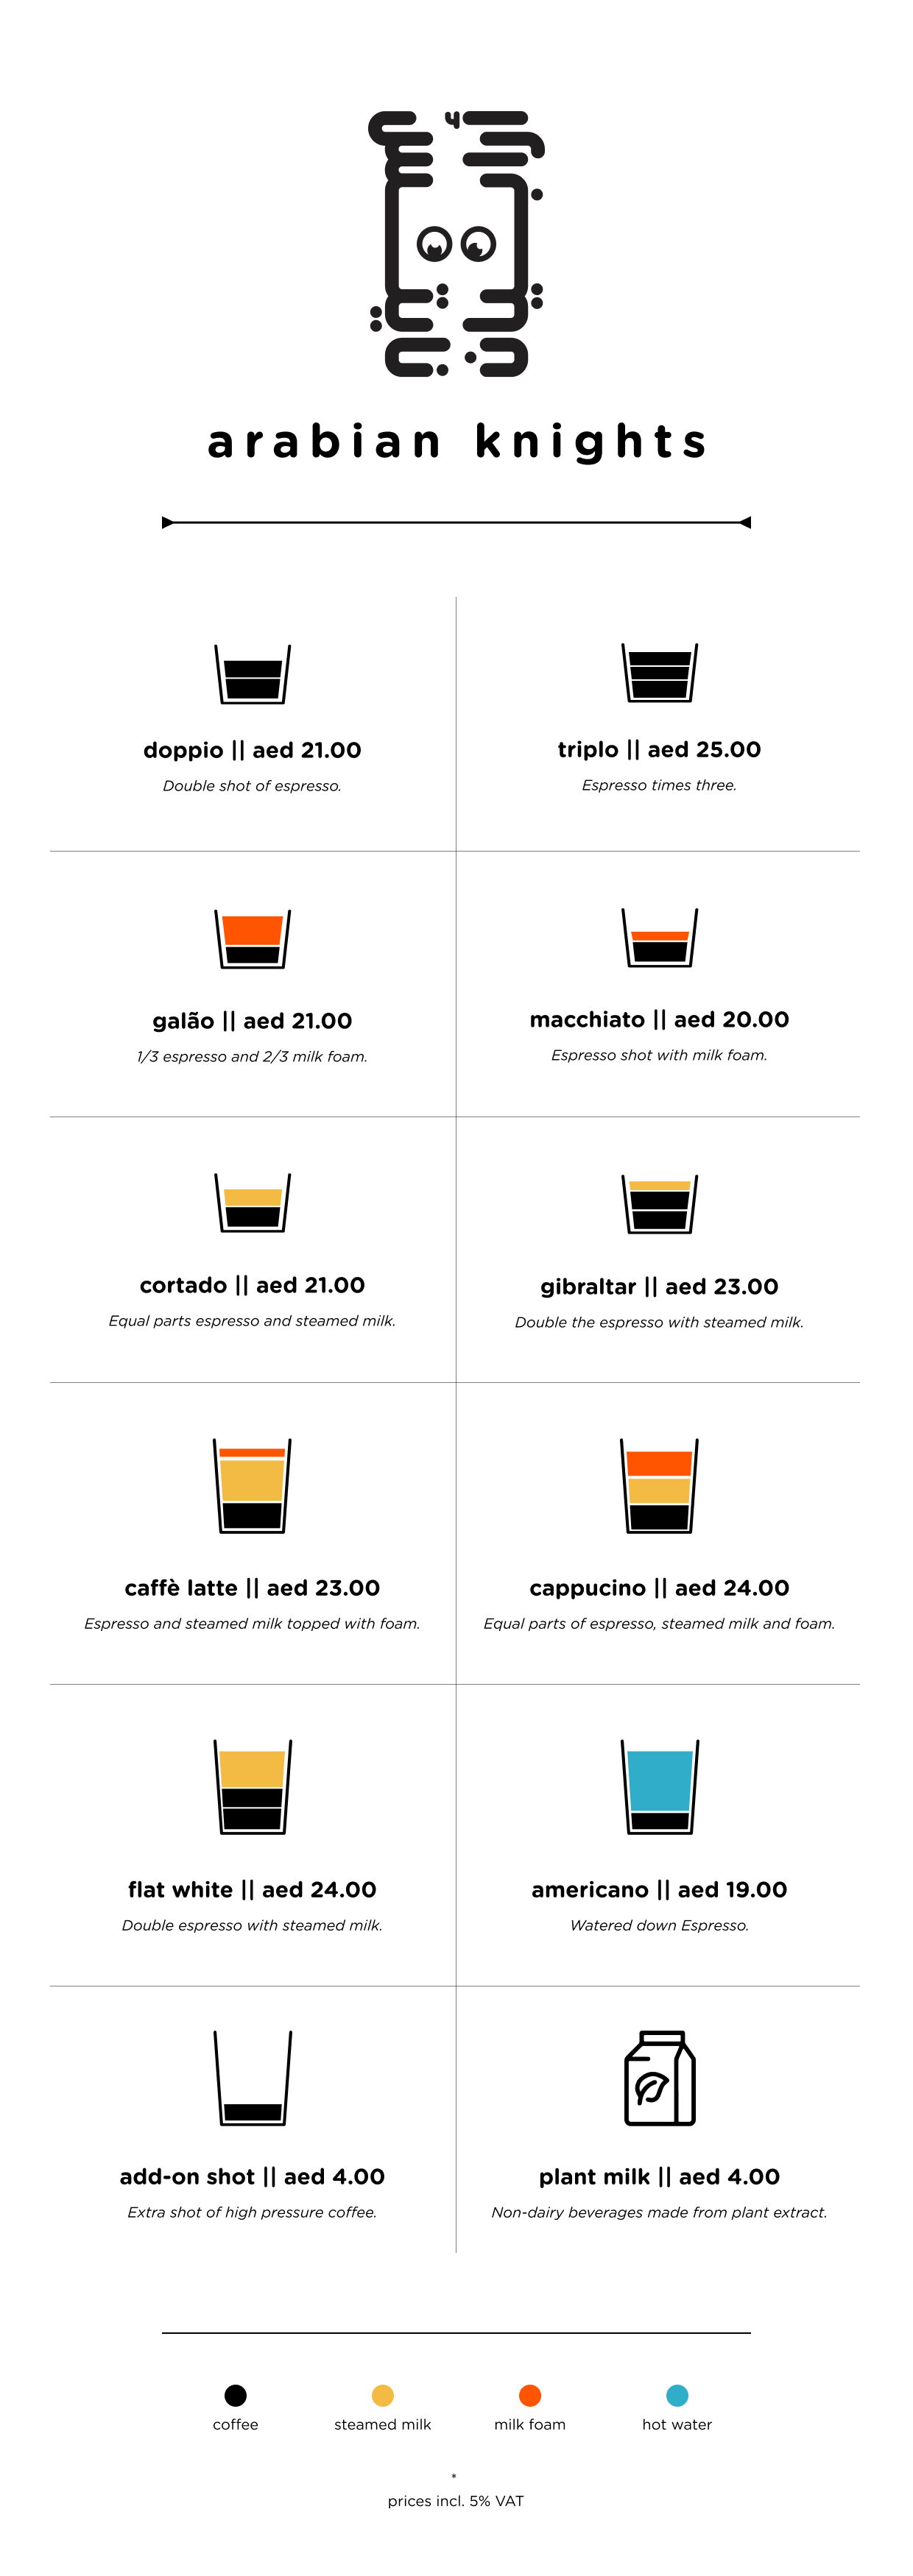 arabian knights
doppio || aed 21.00
Double shot of espresso.
triplo || aed 25.00
Espresso times three.
galão || aed 21.00
1/3 espresso and 2/3 milk foam.
macchiato || aed 20.00
Espresso shot with milk foam.
cortado || aed 21.00
Equal parts espresso and steamed milk.
gibraltar || aed 23.00
Double the espresso with steamed milk.
caffè latte || aed 23.00
Espresso and steamed milk topped with foam.
cappucino || aed 24.00
Equal parts of espresso, steamed milk and foam.
flat white || aed 24.00
Double espresso with steamed milk.
americano || aed 19.00
Watered down Espresso.
add-on shot || aed 4.00
Extra shot of high pressure coffee.
plant milk || aed 4.00
Non-dairy beverages made from plant extract.
coffee
steamed milk
milk foam
hot water
*
prices incl. 5% VAT